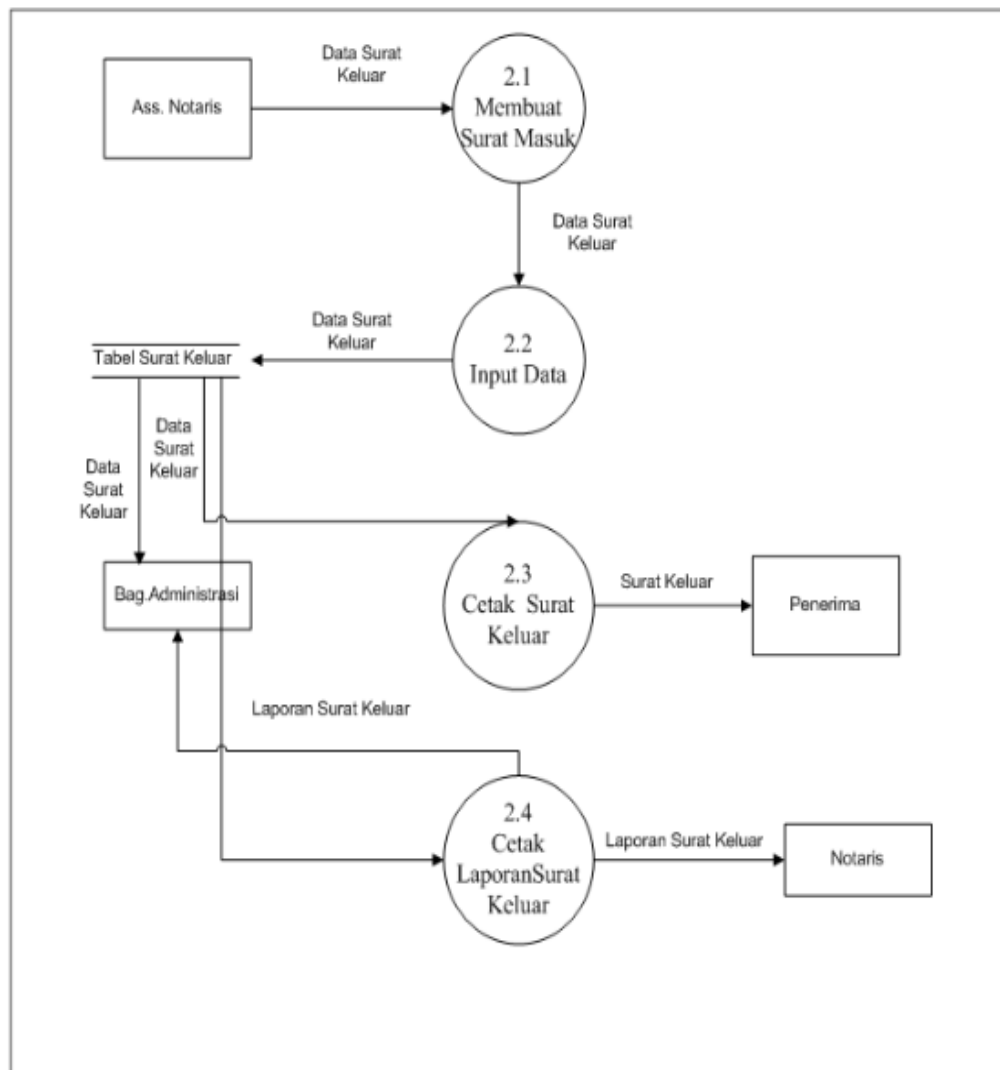 Data Surat
Keluar
Ass. Notaris
2.1
Membuat
Surat Masuk
Data Surat
Keluar
Data Surat
Keluar
2.2
Input Data
Tabel Surat Keluar
Data
Surat
Keluar
Data
Surat
Keluar
Bag.Administrasi
2.3
Cetak Surat
Keluar
Surat Keluar
Penerima
Laporan Surat Keluar
2.4
Cetak
LaporanSurat
Keluar
Laporan Surat Keluar
Notaris